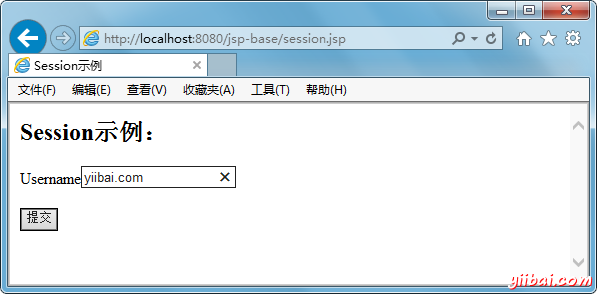 http://localhost:8080/jsp-base/session.jsp
Session示例
文件(F) 编辑(E) 查看(V) 收藏夹(A) 工具(T) 帮助(H)
Session示例：
Username yiibai.com
提交
yiibai.com